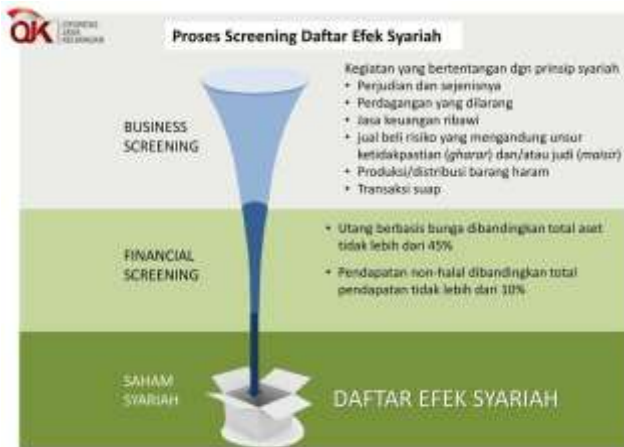 OJK OTORITAS
JASA
KEUANGAN
Proses Screening Daftar Efek Syariah
BUSINESS
SCREENING
Kegiatan yang bertentangan dgn prinsip syariah
• Perjudian dan sejenisnya
• Perdagangan yang dilarang
• Jasa keuangan ribawi
• jual beli risiko yang mengandung unsur
ketidakpastian (gharar) dan/atau judi (maisir)
• Produksi/distribusi barang haram
• Transaksi suap
FINANCIAL
SCREENING
• Utang berbasis bunga dibandingkan total aset
tidak lebih dari 45%
• Pendapatan non-halal dibandingkan total
pendapatan tidak lebih dari 10%
SAHAM
SYARIAH
DAFTAR EFEK SYARIAH